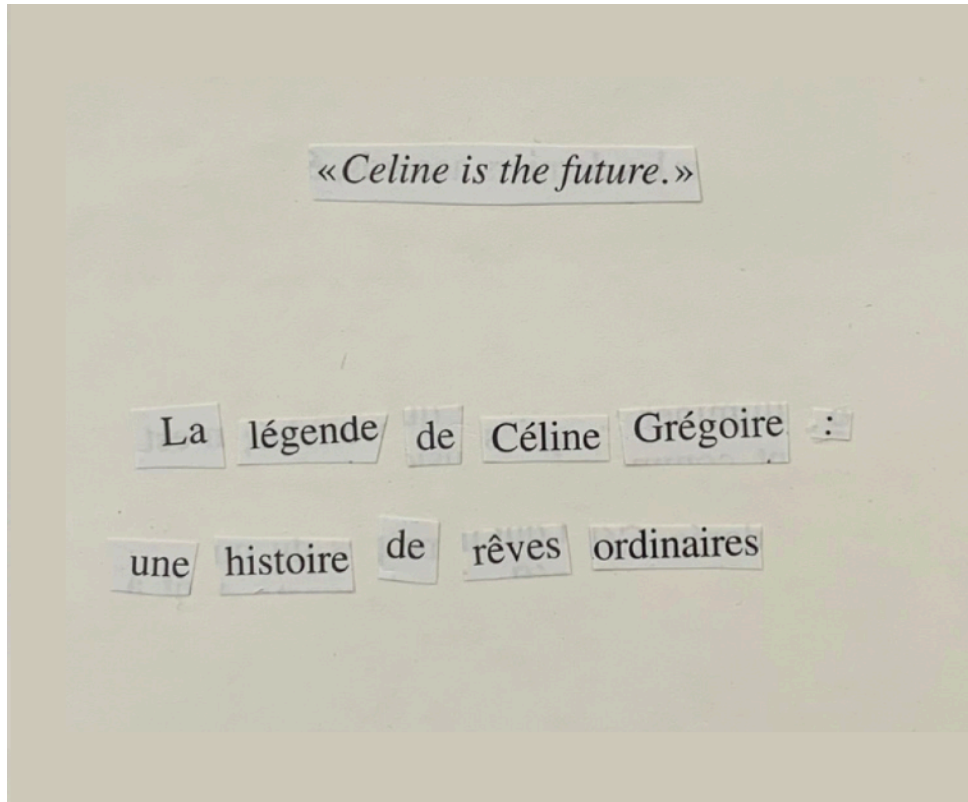 «Celine is the future.»
La légende de Céline Grégoire :
une histoire de rêves ordinaires